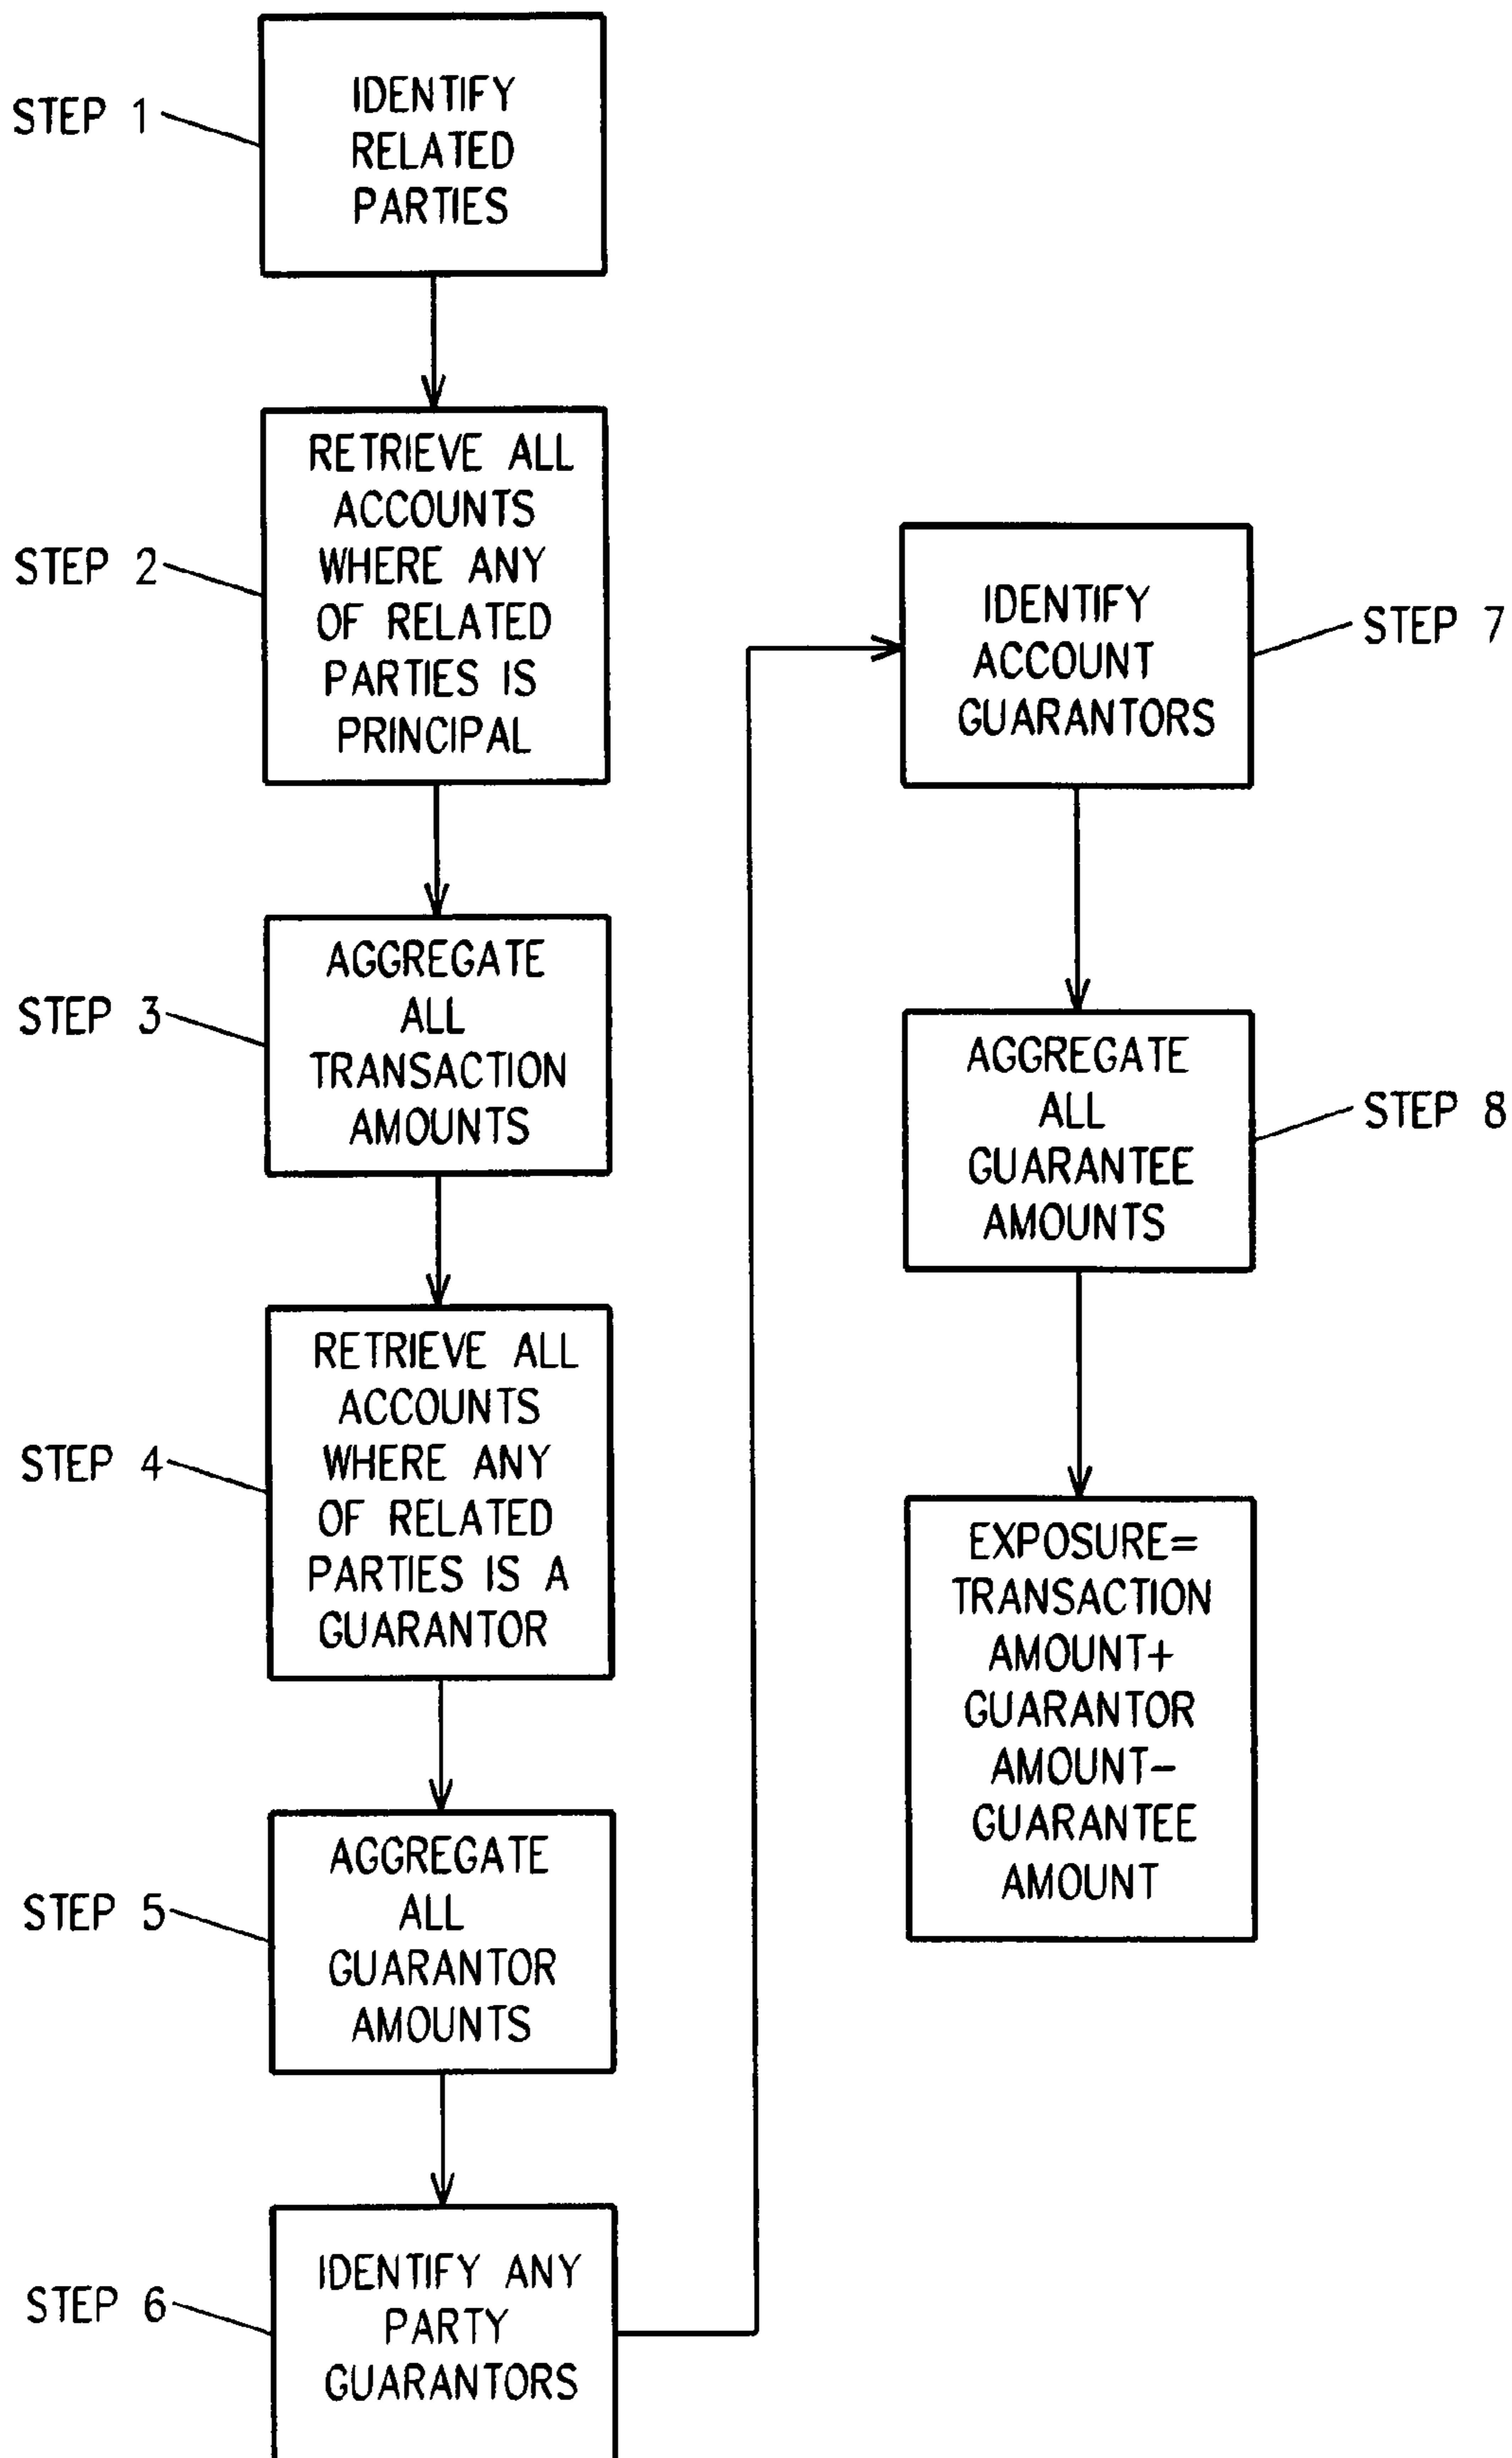 STEP 1
IDENTIFY
RELATED
PARTIES
STEP 2
RETRIEVE ALL
ACCOUNTS
WHERE ANY
OF RELATED
PARTIES IS
PRINCIPAL
STEP 3
AGGREGATE
ALL
TRANSACTION
AMOUNTS
STEP 4
RETRIEVE ALL
ACCOUNTS
WHERE ANY
OF RELATED
PARTIES IS A
GUARANTOR
STEP 5
AGGREGATE
ALL
GUARANTOR
AMOUNTS
STEP 6
IDENTIFY ANY
PARTY
GUARANTORS
IDENTIFY
ACCOUNT
GUARANTORS
STEP 7
AGGREGATE
ALL
GUARANTEE
AMOUNTS
STEP 8
EXPOSURE=
TRANSACTION
AMOUNT+
GUARANTOR
AMOUNT-
GUARANTEE
AMOUNT